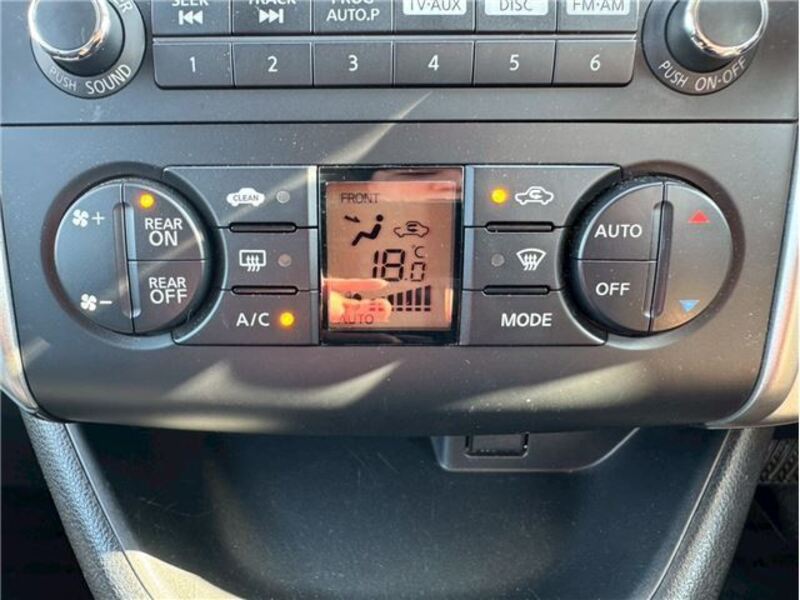 SEEK
TRACK
PROG
AUTO.P
TV·AUX
DISC
FM·AM
PUSH SOUND
1
2
3
4
5
6
PUSH ON·OFF
+
-
REAR
ON
REAR
OFF
CLEAN
A/C
FRONT
18.0°C
AUTO
MODE
AUTO
OFF